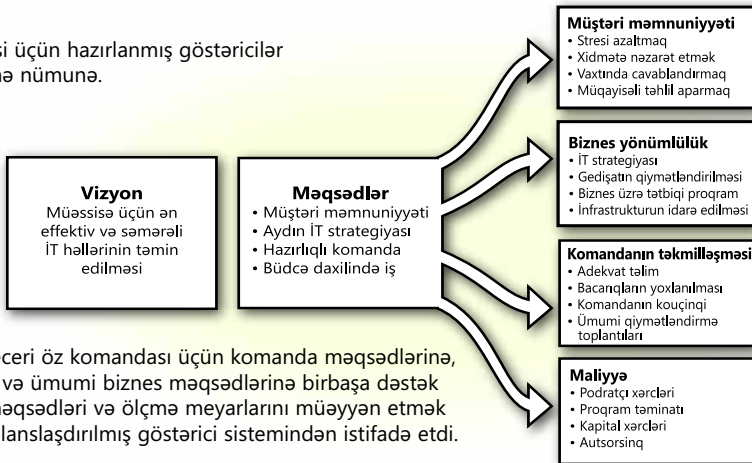 üçün hazırlanmış göstəricilər
nümunə.
Vizyon
Müəssisə üçün ən
effektiv və səmərəli
İT həllərinin təmin
edilməsi
Məqsədlər
• Müştəri məmnuniyyəti
• Aydın İT strategiyası
• Hazırlıqlı komanda
• Büdcə daxilində iş
Müştəri məmnuniyyəti
• Stresi azaltmaq
• Xidmətə nəzarət etmək
• Vaxtında cavablandırmaq
• Müqayisəli təhlil aparmaq
Biznes yönümlülük
• İT strategiyası
• Gedişatın qiymətləndirilməsi
• Biznes üzrə tətbiqi proqram
• İnfrastrukturun idarə edilməsi
Komandanın təkmilləşməsi
• Adekvat təlim
• Bacarıqların yoxlanılması
• Komandanın kouçinqi
• Ümumi qiymətləndirmə
toplantıları
Maliyyə
• Podratçı xərcləri
• Proqram təminatı
• Kapital xərcləri
• Autsorsinq
öz komandası üçün komanda məqsədlərinə,
və ümumi biznes məqsədlərinə birbaşa dəstək
məqsədləri və ölçmə meyarlarını müəyyən etmək
göstərici sistemindən istifadə etdi.